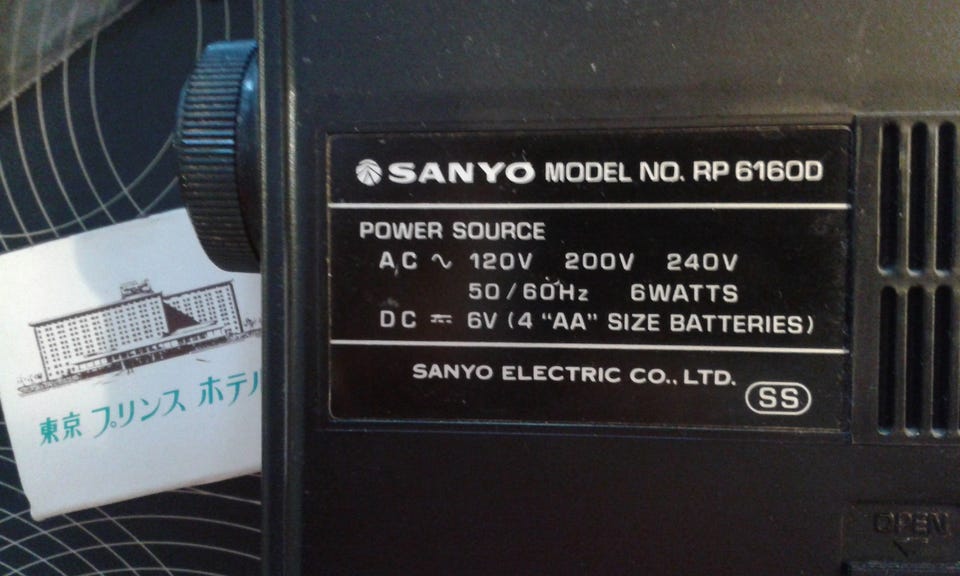 SANYO MODEL NO. RP 6160D
POWER SOURCE
AC ~ 120V 200V 240V
50/60Hz 6WATTS
DC ⎓ 6V (4 "AA" SIZE BATTERIES)
SANYO ELECTRIC CO., LTD.
SS
東京 プリンス ホテル
OPEN